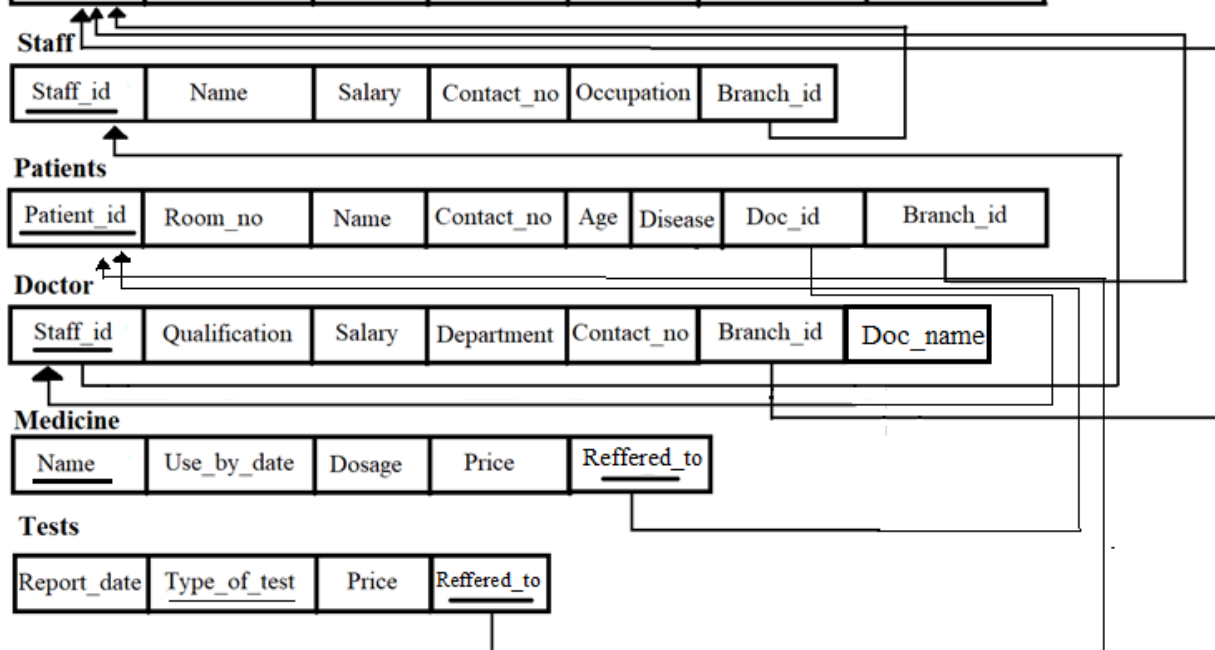 Staff
Staff_id Name Salary Contact_no Occupation Branch_id
Patients
Patient_id Room_no Name Contact_no Age Disease Doc_id Branch_id
Doctor
Staff_id Qualification Salary Department Contact_no Branch_id Doc_name
Medicine
Name Use_by_date Dosage Price Reffered_to
Tests
Report_date Type_of_test Price Reffered_to